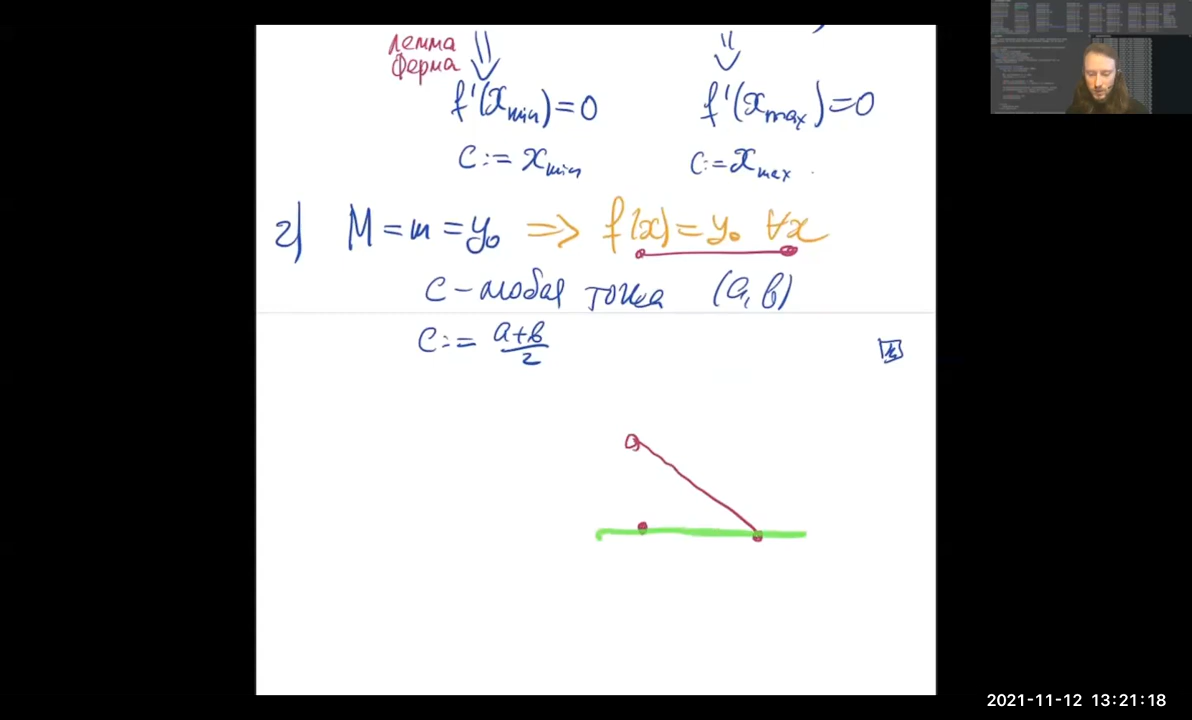 лемма
ферма
f'(x_min)=0 f'(x_max)=0
C:=x_min C:=x_max
2) M=m=y₀ => f(x)=y₀ ∀x
C – любая точка (a, b)
C:= (a+b)/2
2021-11-12 13:21:18